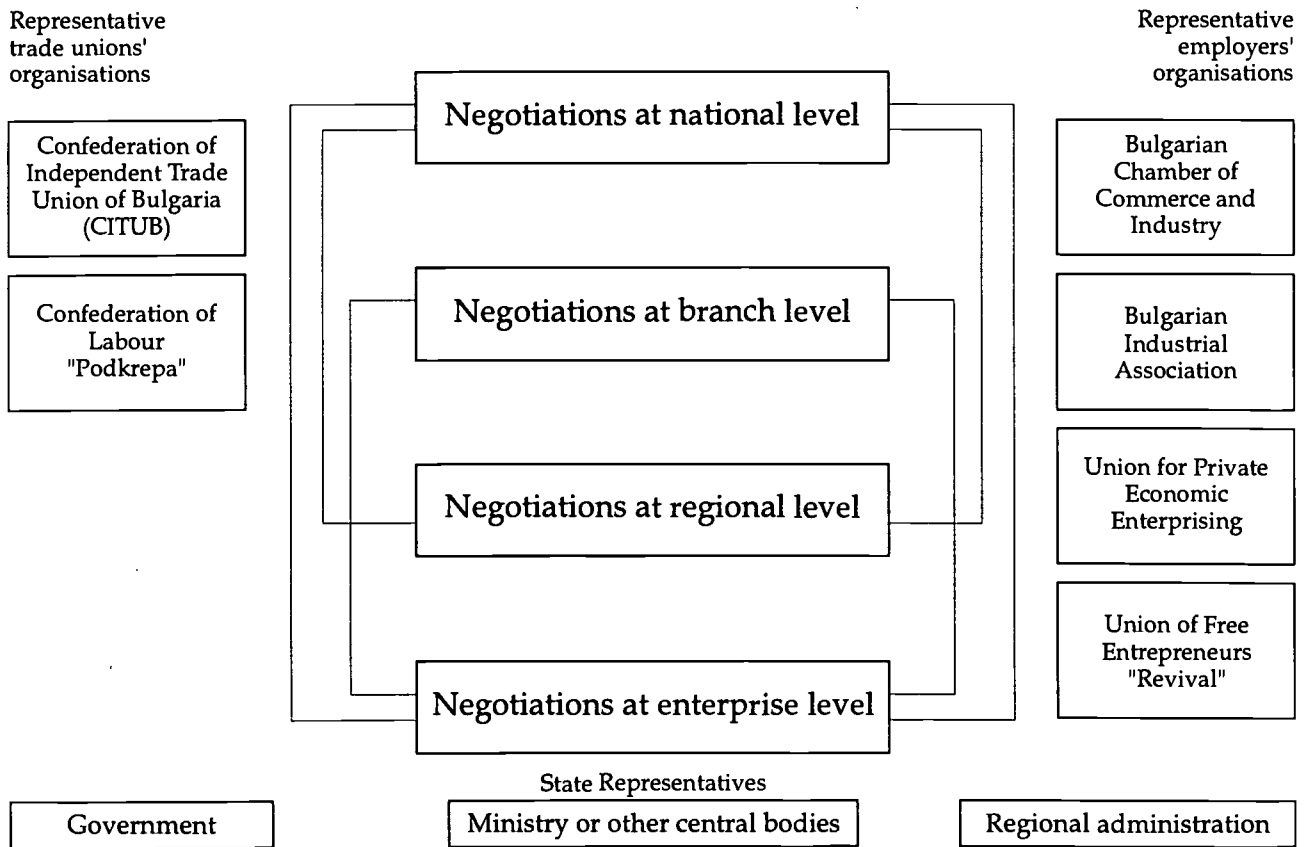 Representative
trade unions'
organisations
Representative
employers'
organisations
Negotiations at national level
Confederation of
Independent Trade
Union of Bulgaria
(CITUB)
Bulgarian
Chamber of
Commerce and
Industry
Negotiations at branch level
Confederation of
Labour
"Podkrepa"
Bulgarian
Industrial
Association
Negotiations at regional level
Union for Private
Economic
Enterprising
Union of Free
Entrepreneurs
"Revival"
Negotiations at enterprise level
State Representatives
Government
Ministry or other central bodies
Regional administration